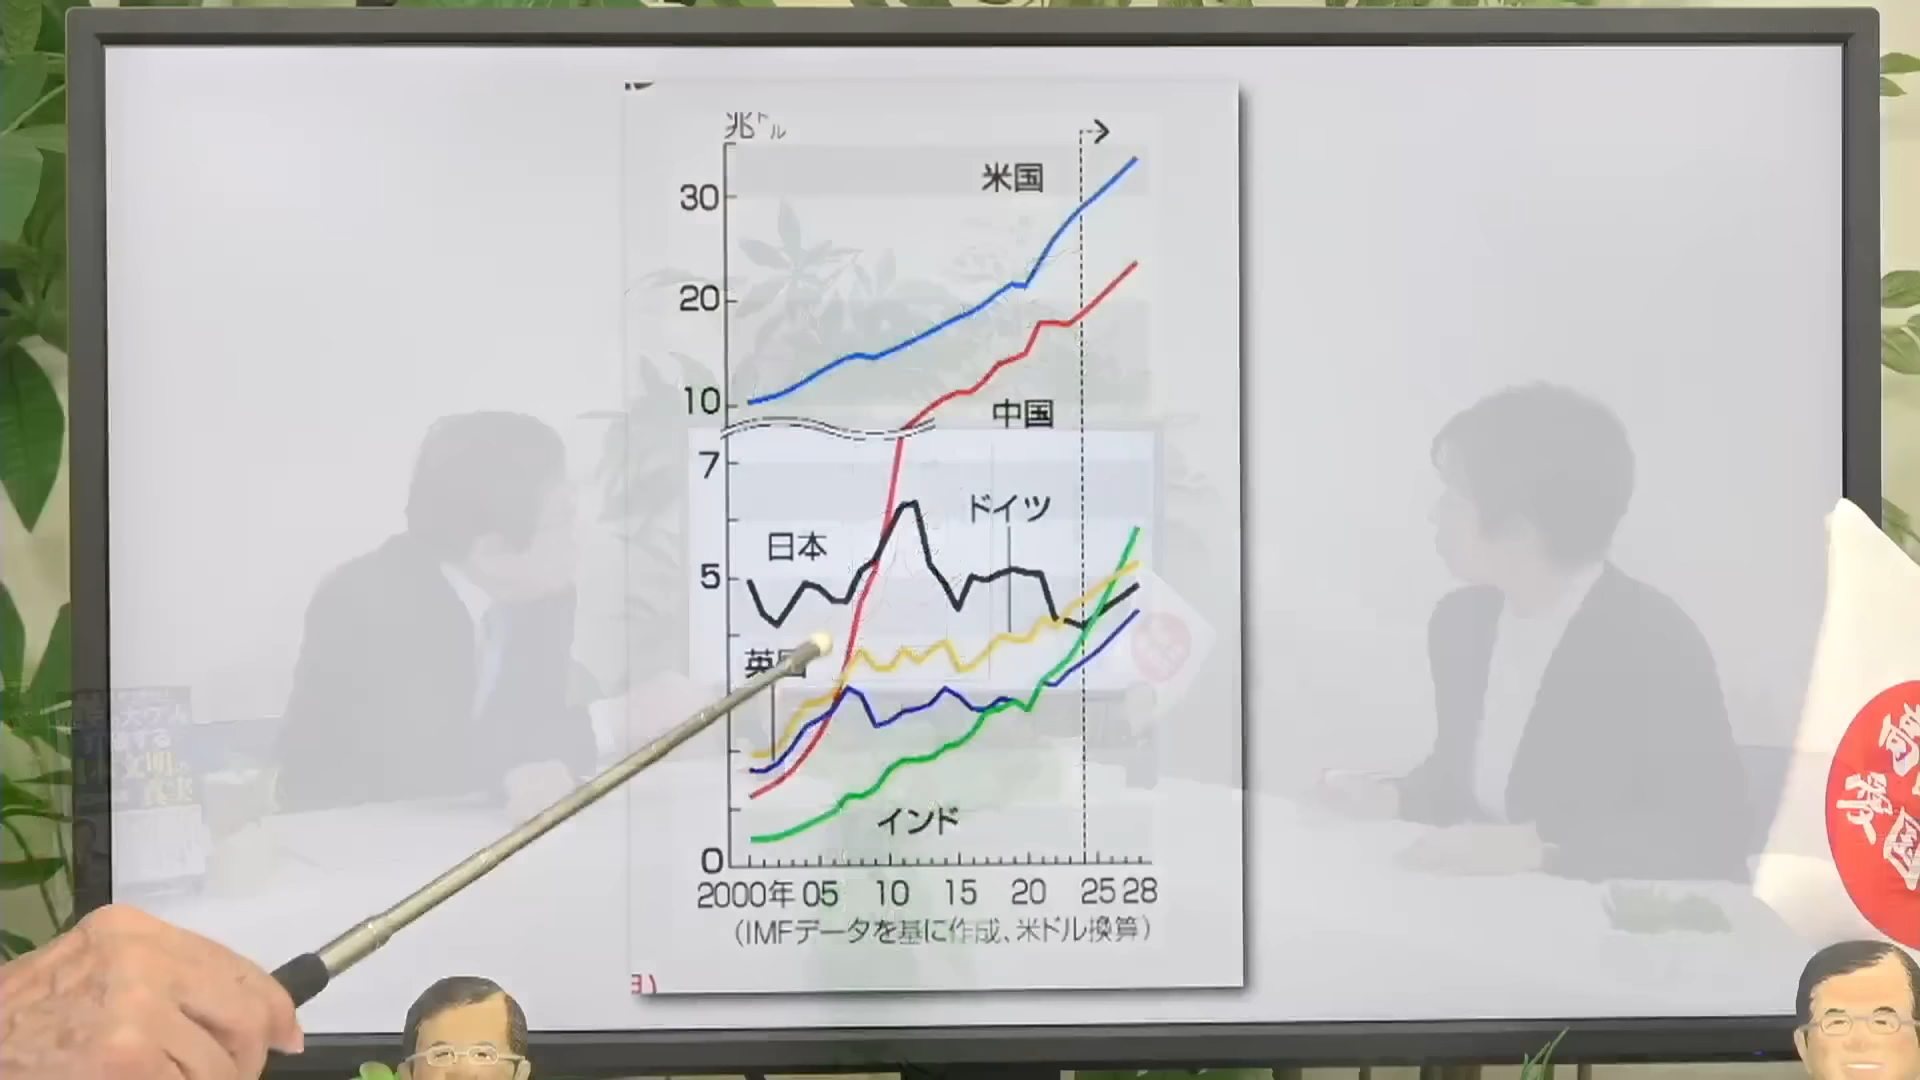 兆ドル
米国
30
20
10
中国
7
ドイツ
日本
5
英国
インド
0
2000年 05 10 15 20 25 28
(IMFデータを基に作成、米ドル換算)